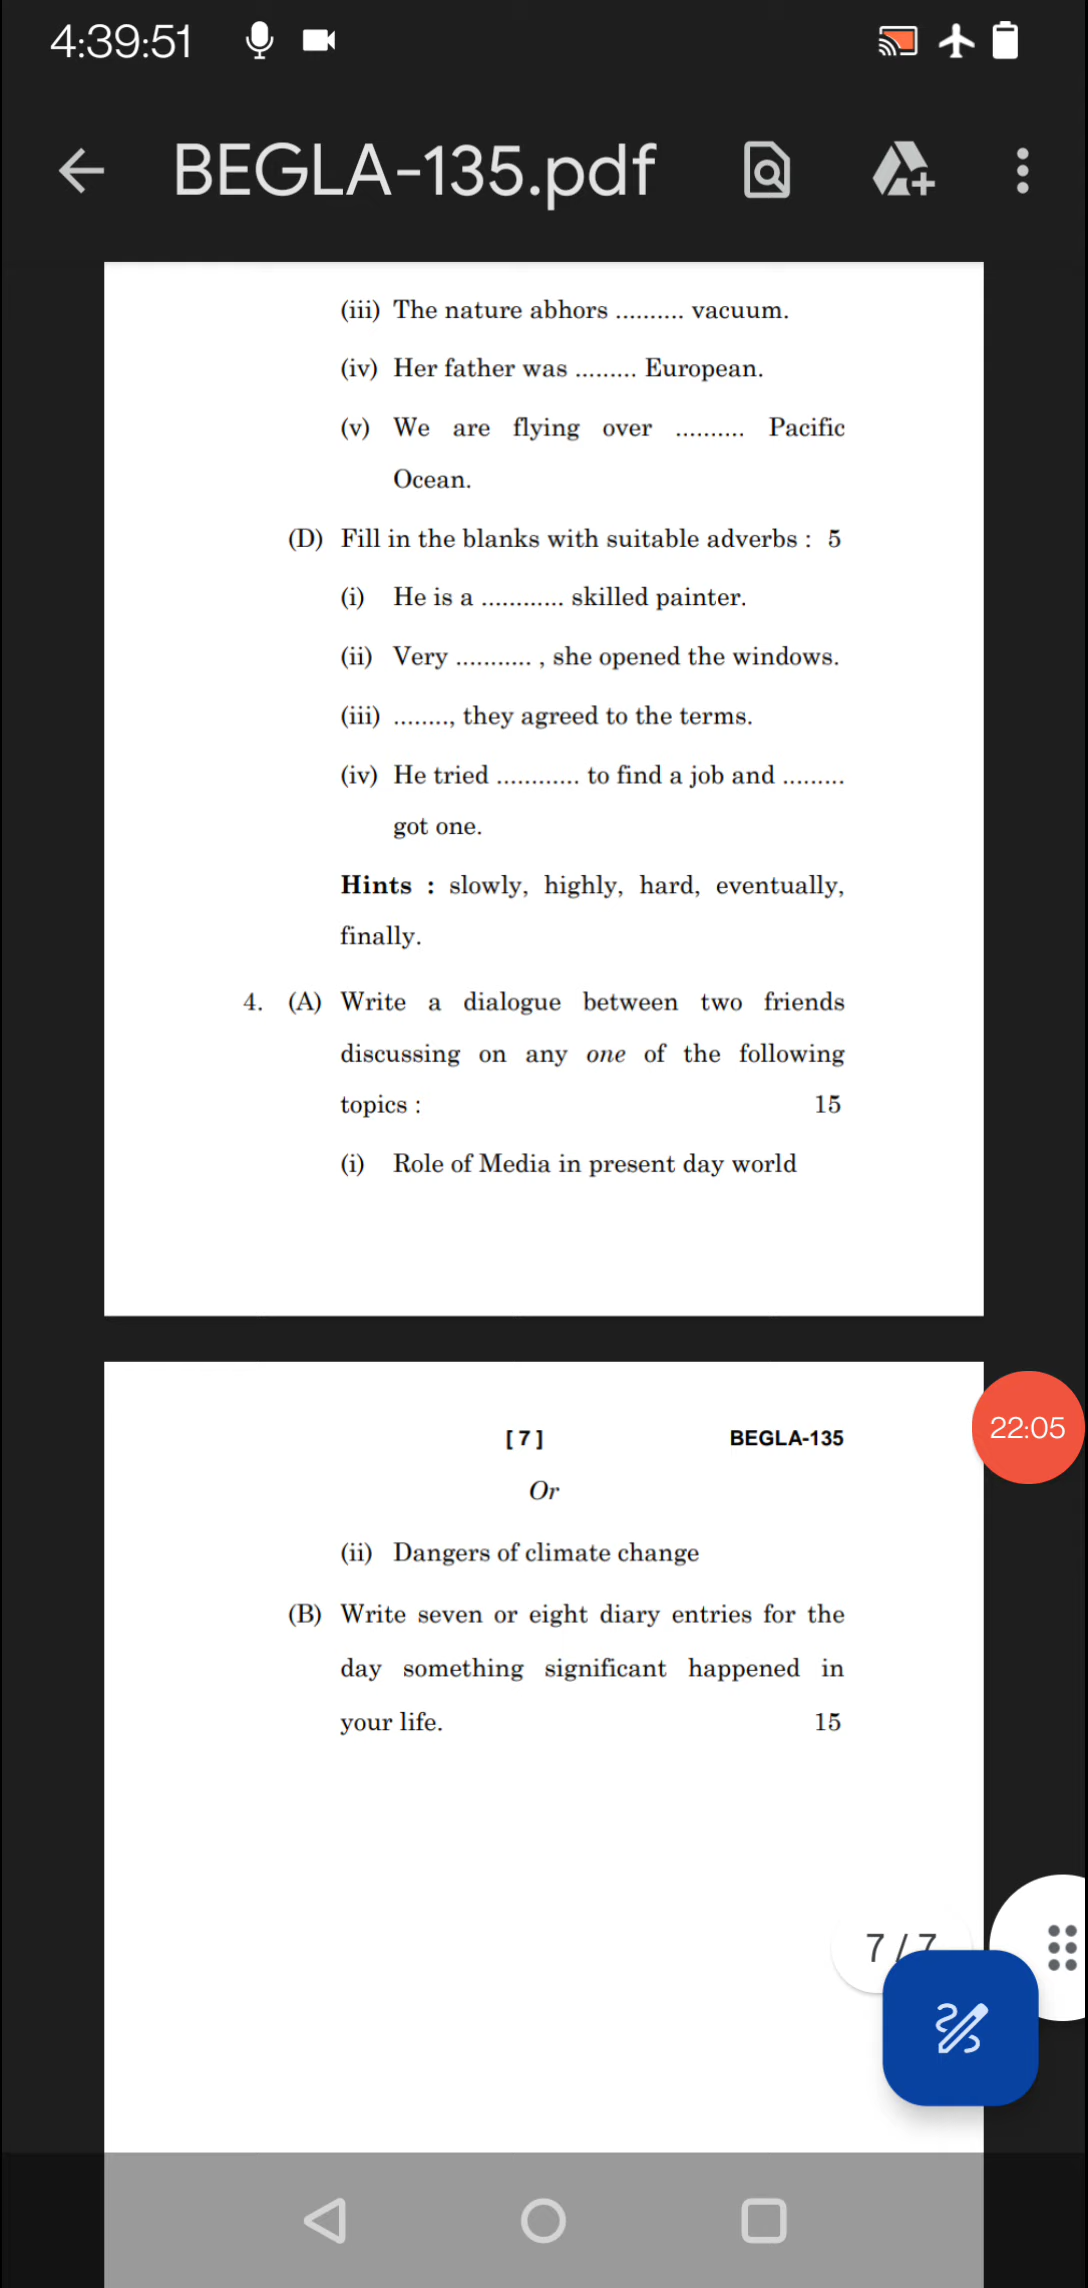 4:39:51
BEGLA-135.pdf
(iii) The nature abhors .......... vacuum.
(iv) Her father was ......... European.
(v) We are flying over .......... Pacific
Ocean.
(D) Fill in the blanks with suitable adverbs : 5
(i) He is a ............ skilled painter.
(ii) Very ........... , she opened the windows.
(iii) ........, they agreed to the terms.
(iv) He tried ............ to find a job and .........
got one.
Hints : slowly, highly, hard, eventually,
finally.
4. (A) Write a dialogue between two friends
discussing on any one of the following
topics : 15
(i) Role of Media in present day world
[ 7 ] BEGLA-135
22:05
Or
(ii) Dangers of climate change
(B) Write seven or eight diary entries for the
day something significant happened in
your life. 15
7 / 7